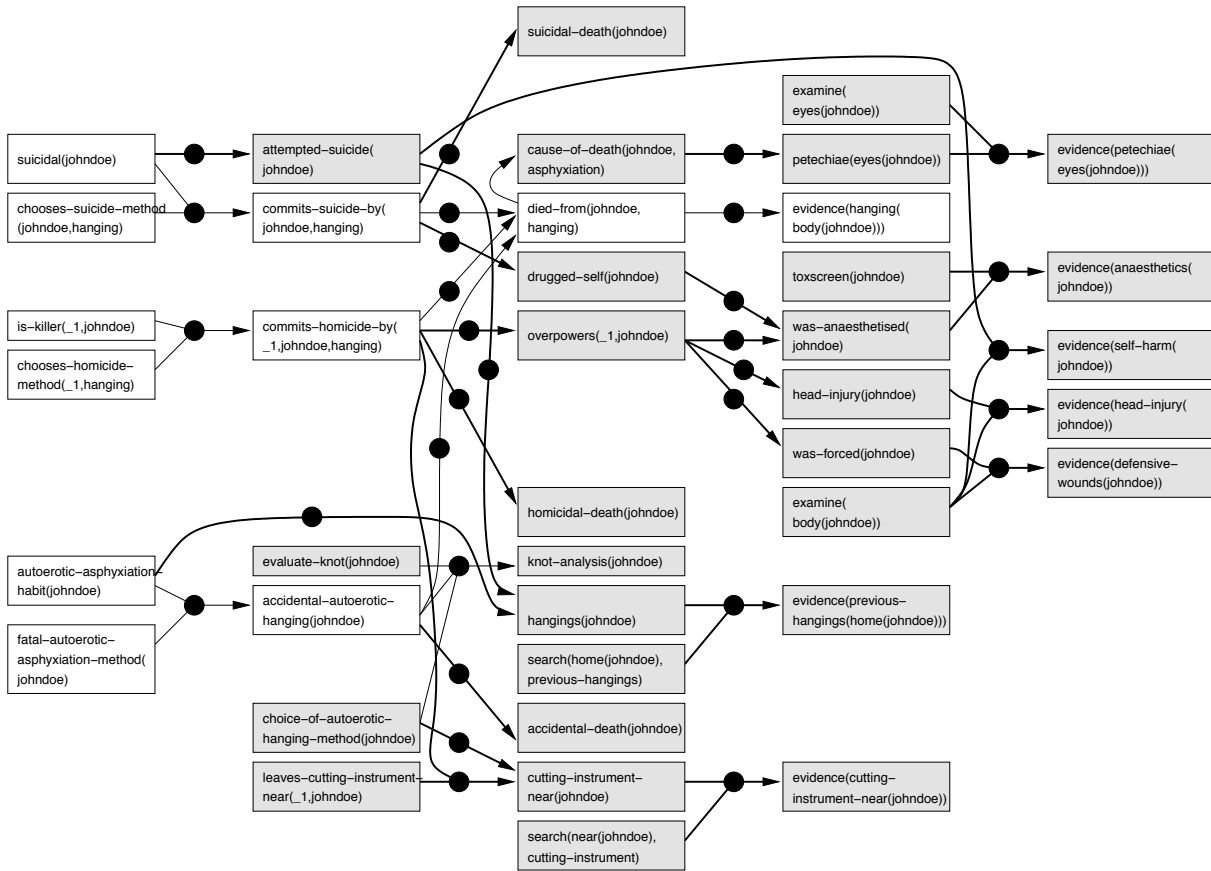 suicidal–death(johndoe)
examine(
eyes(johndoe))
suicidal(johndoe)
attempted–suicide(
johndoe)
cause–of–death(johndoe,
asphyxiation)
petechiae(eyes(johndoe))
evidence(petechiae(
eyes(johndoe)))
chooses–suicide–method
(johndoe,hanging)
commits–suicide–by(
johndoe,hanging)
died–from(johndoe,
hanging)
evidence(hanging(
body(johndoe)))
drugged–self(johndoe)
toxscreen(johndoe)
evidence(anaesthetics(
johndoe))
is–killer(_1,johndoe)
commits–homicide–by(
_1,johndoe,hanging)
overpowers(_1,johndoe)
was–anaesthetised(
johndoe)
evidence(self–harm(
johndoe))
chooses–homicide–
method(_1,hanging)
head–injury(johndoe)
evidence(head–injury(
johndoe))
was–forced(johndoe)
evidence(defensive–
wounds(johndoe))
homicidal–death(johndoe)
examine(
body(johndoe))
autoerotic–asphyxiation–
habit(johndoe)
evaluate–knot(johndoe)
knot–analysis(johndoe)
accidental–autoerotic–
hanging(johndoe)
hangings(johndoe)
evidence(previous–
hangings(home(johndoe)))
fatal–autoerotic–
asphyxiation–method(
johndoe)
search(home(johndoe),
previous–hangings)
choice–of–autoerotic–
hanging–method(johndoe)
accidental–death(johndoe)
leaves–cutting–instrument–
near(_1,johndoe)
cutting–instrument–
near(johndoe)
evidence(cutting–
instrument–near(johndoe))
search(near(johndoe),
cutting–instrument)